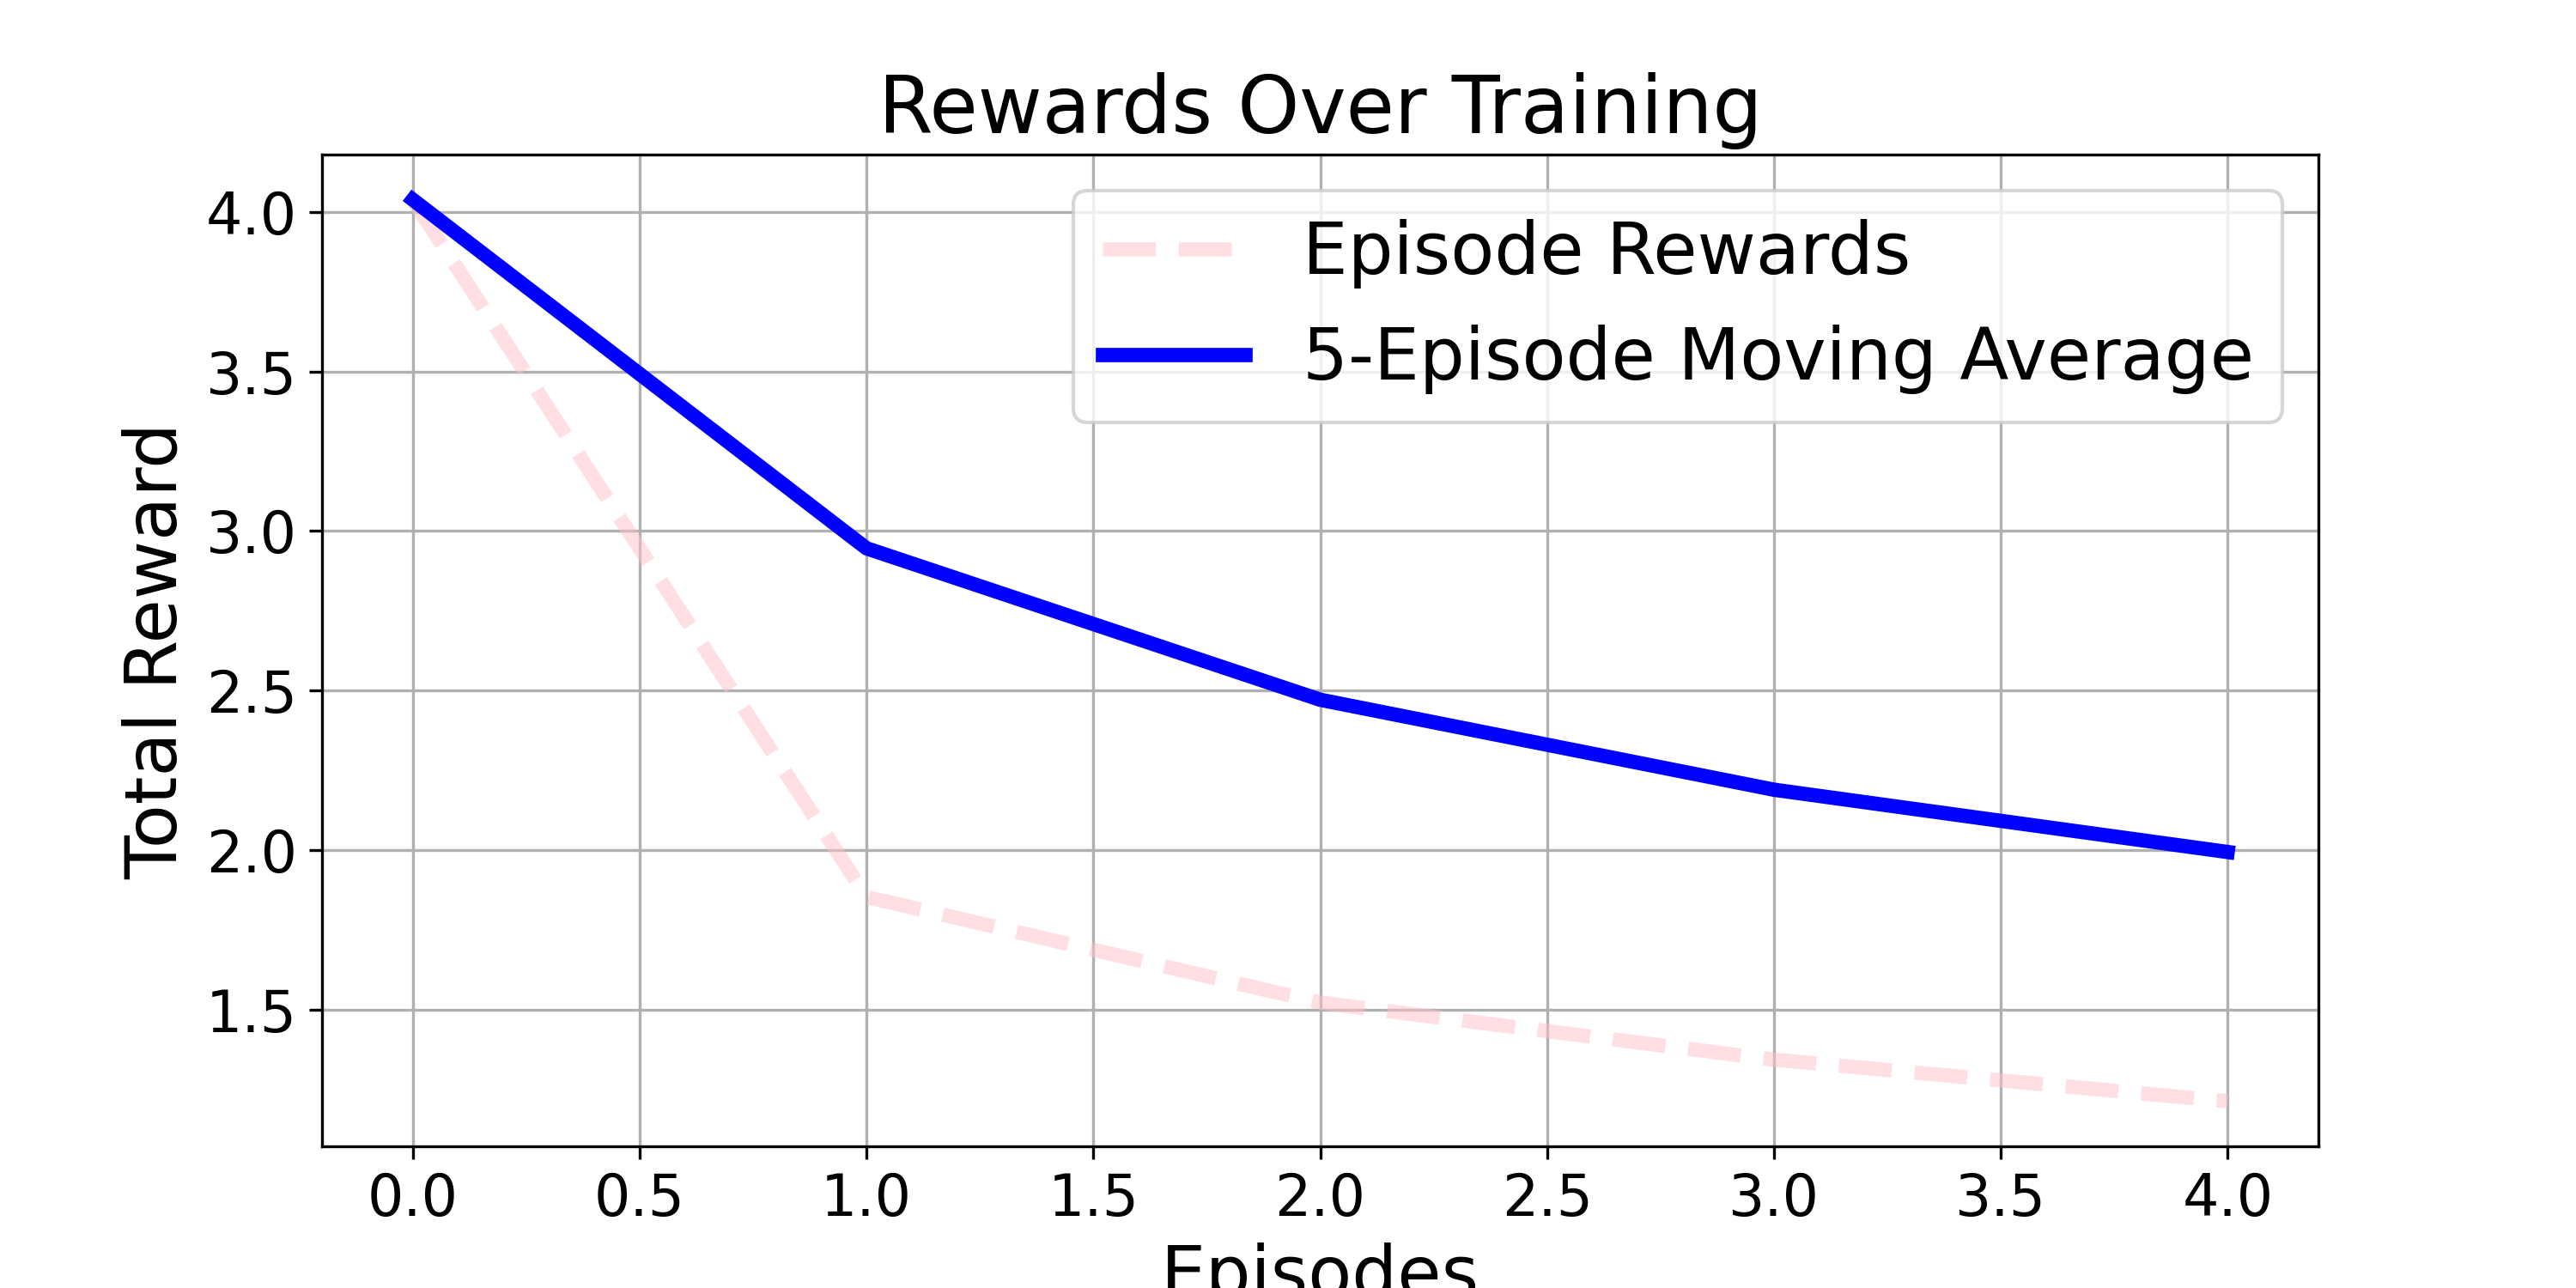 Rewards Over Training
Episode Rewards
5-Episode Moving Average
Total Reward
4.0
3.5
3.0
2.5
2.0
1.5
0.0 0.5 1.0 1.5 2.0 2.5 3.0 3.5 4.0
Episodes